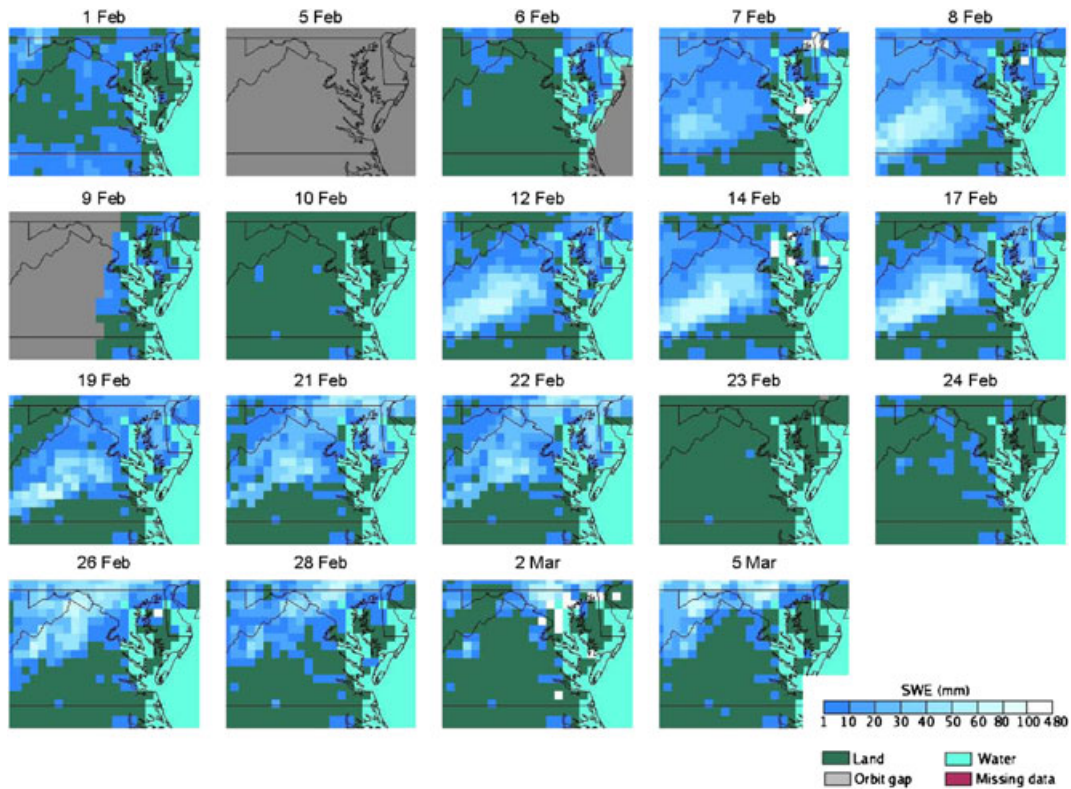 1 Feb 5 Feb 6 Feb 7 Feb 8 Feb
9 Feb 10 Feb 12 Feb 14 Feb 17 Feb
19 Feb 21 Feb 22 Feb 23 Feb 24 Feb
26 Feb 28 Feb 2 Mar 5 Mar
SWE (mm)
1 10 20 30 40 50 60 80 100 480
Land Water
Orbit gap Missing data